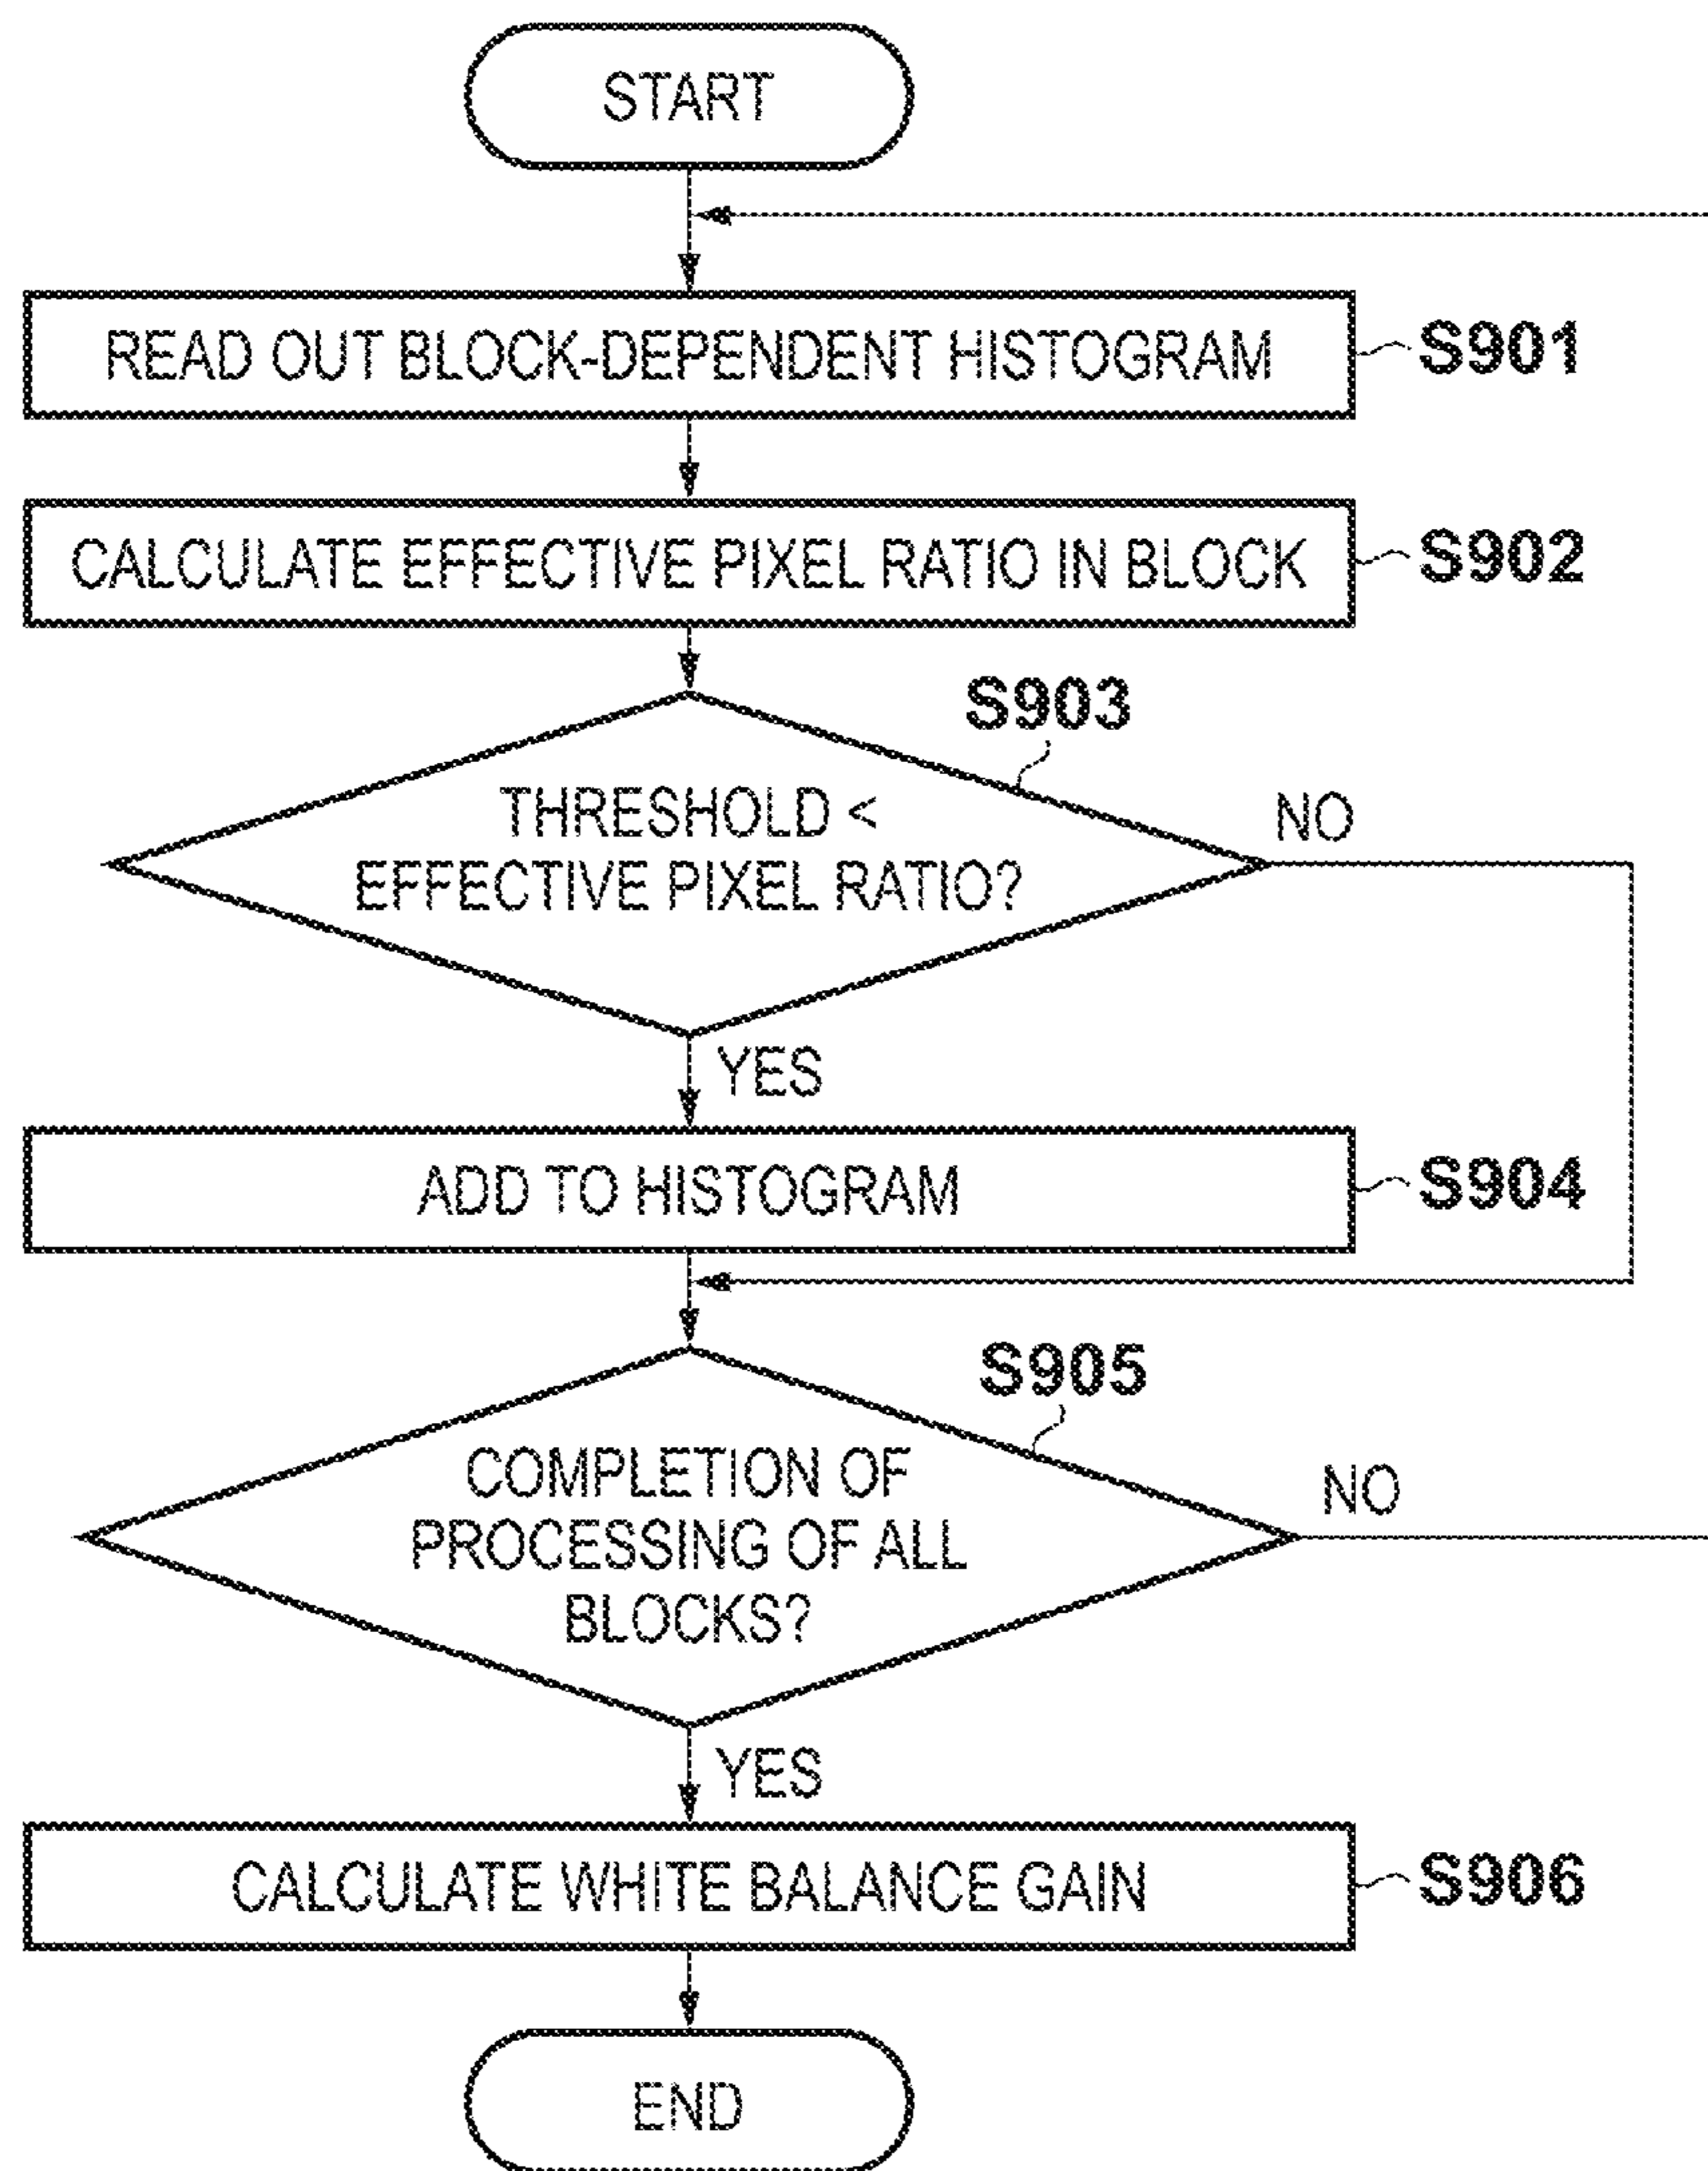 START
READ OUT BLOCK-DEPENDENT HISTOGRAM
S901
CALCULATE EFFECTIVE PIXEL RATIO IN BLOCK
S902
S903
THRESHOLD <
EFFECTIVE PIXEL RATIO?
NO
YES
ADD TO HISTOGRAM
S904
S905
COMPLETION OF
PROCESSING OF ALL
BLOCKS?
NO
YES
CALCULATE WHITE BALANCE GAIN
S906
END